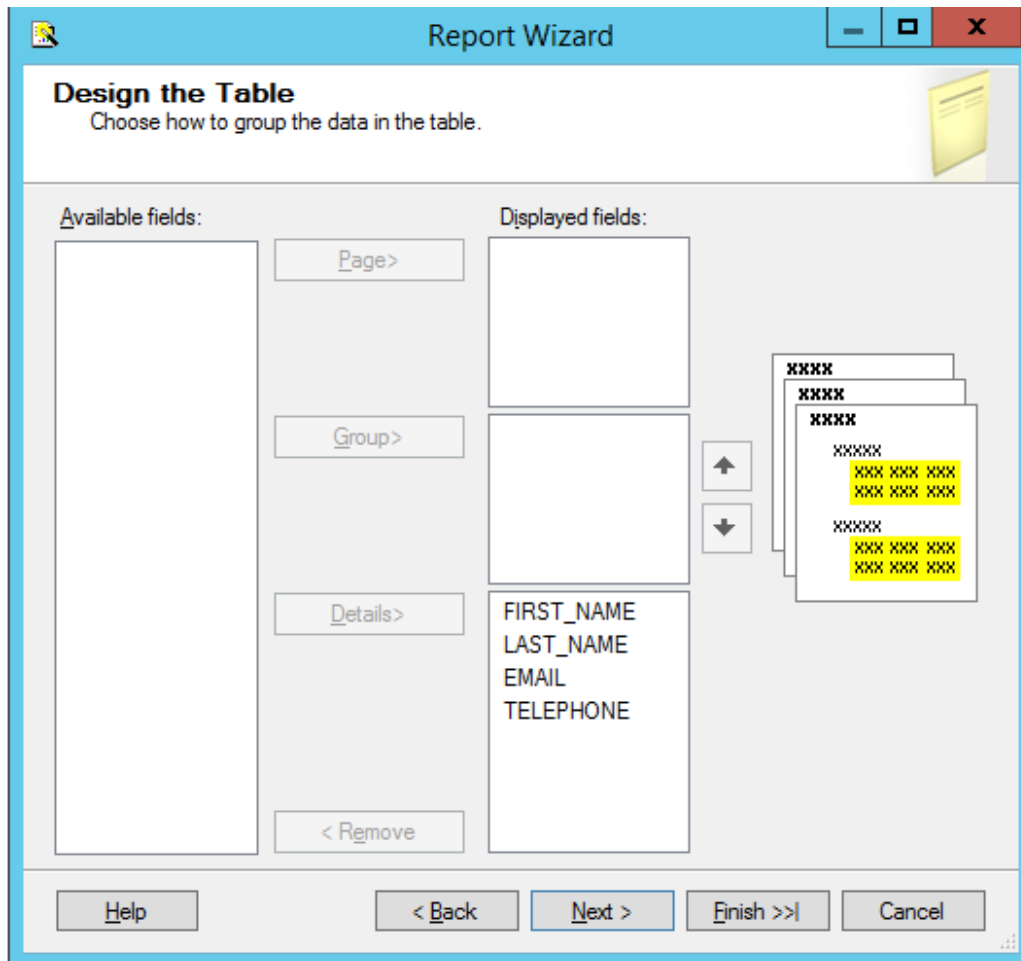 Report Wizard
Design the Table
Choose how to group the data in the table.
Available fields:
Displayed fields:
Page>
Group>
Details>
< Remove
FIRST_NAME
LAST_NAME
EMAIL
TELEPHONE
xxxx
xxxx
xxxx
xxxxx
xxx xxx xxx
xxx xxx xxx
xxxxx
xxx xxx xxx
xxx xxx xxx
Help
< Back
Next >
Finish >>|
Cancel